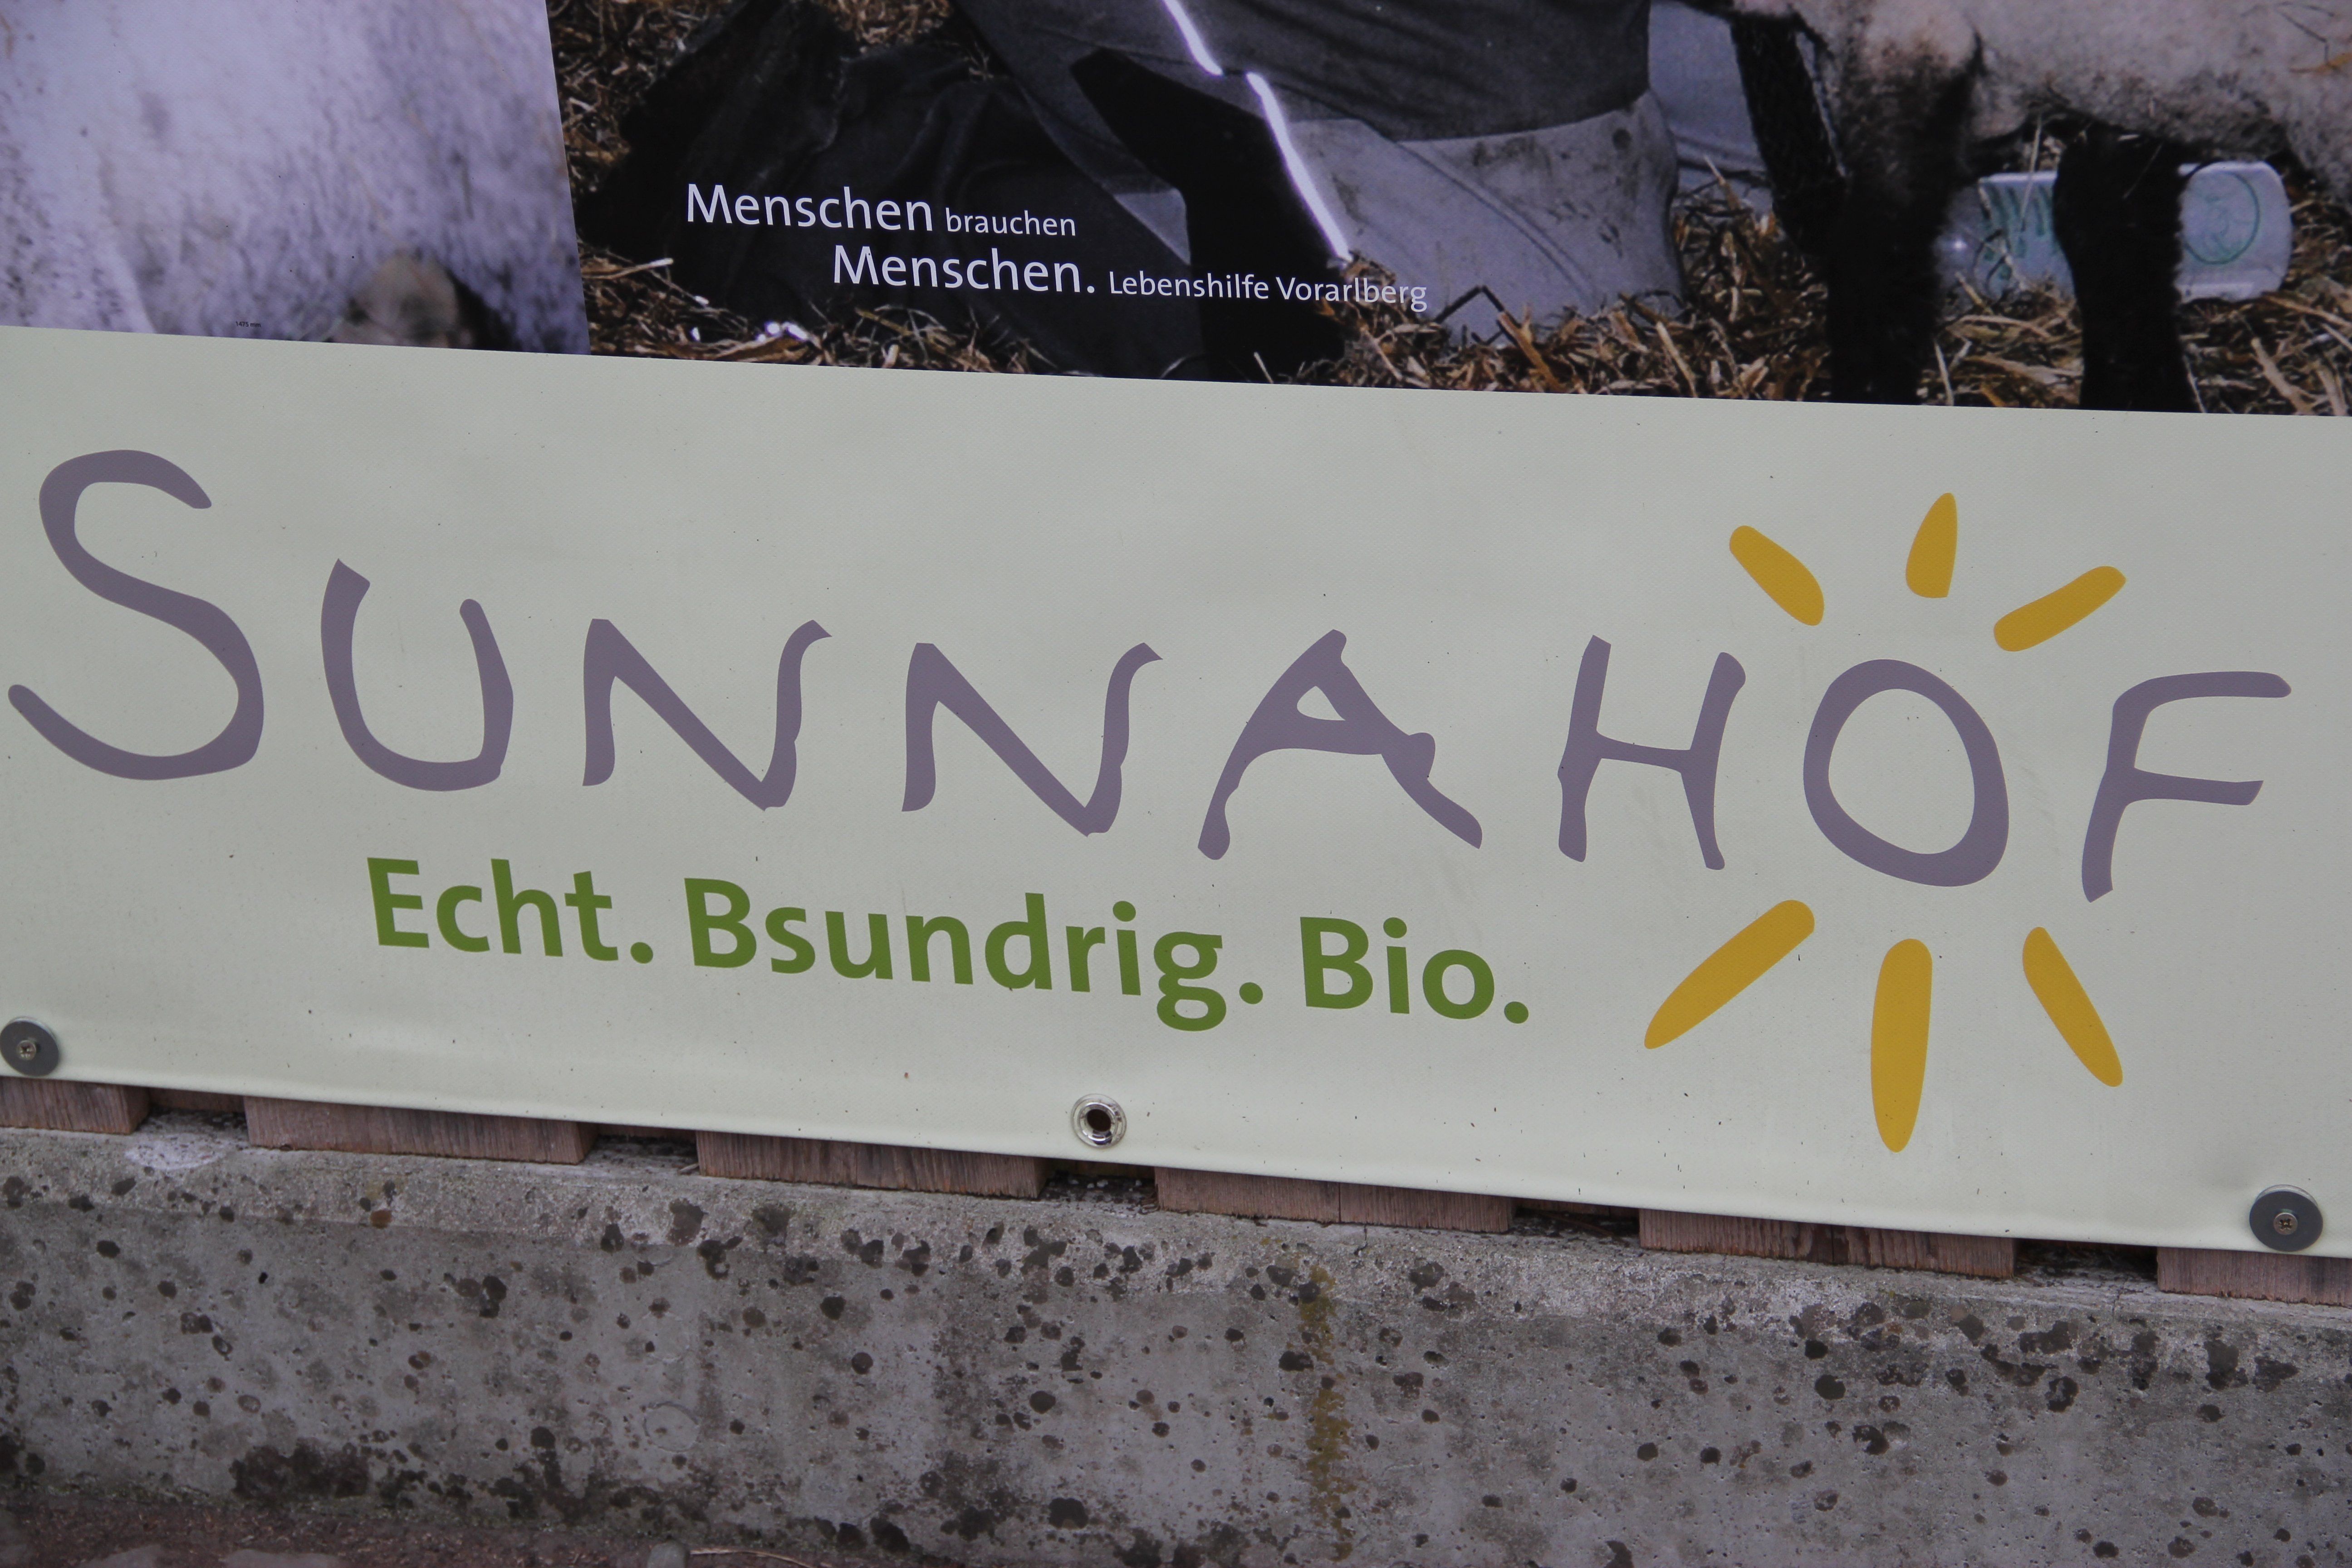 Menschen brauchen
Menschen. Lebenshilfe Vorarlberg
SUNNAHOF
Echt. Bsundrig. Bio.